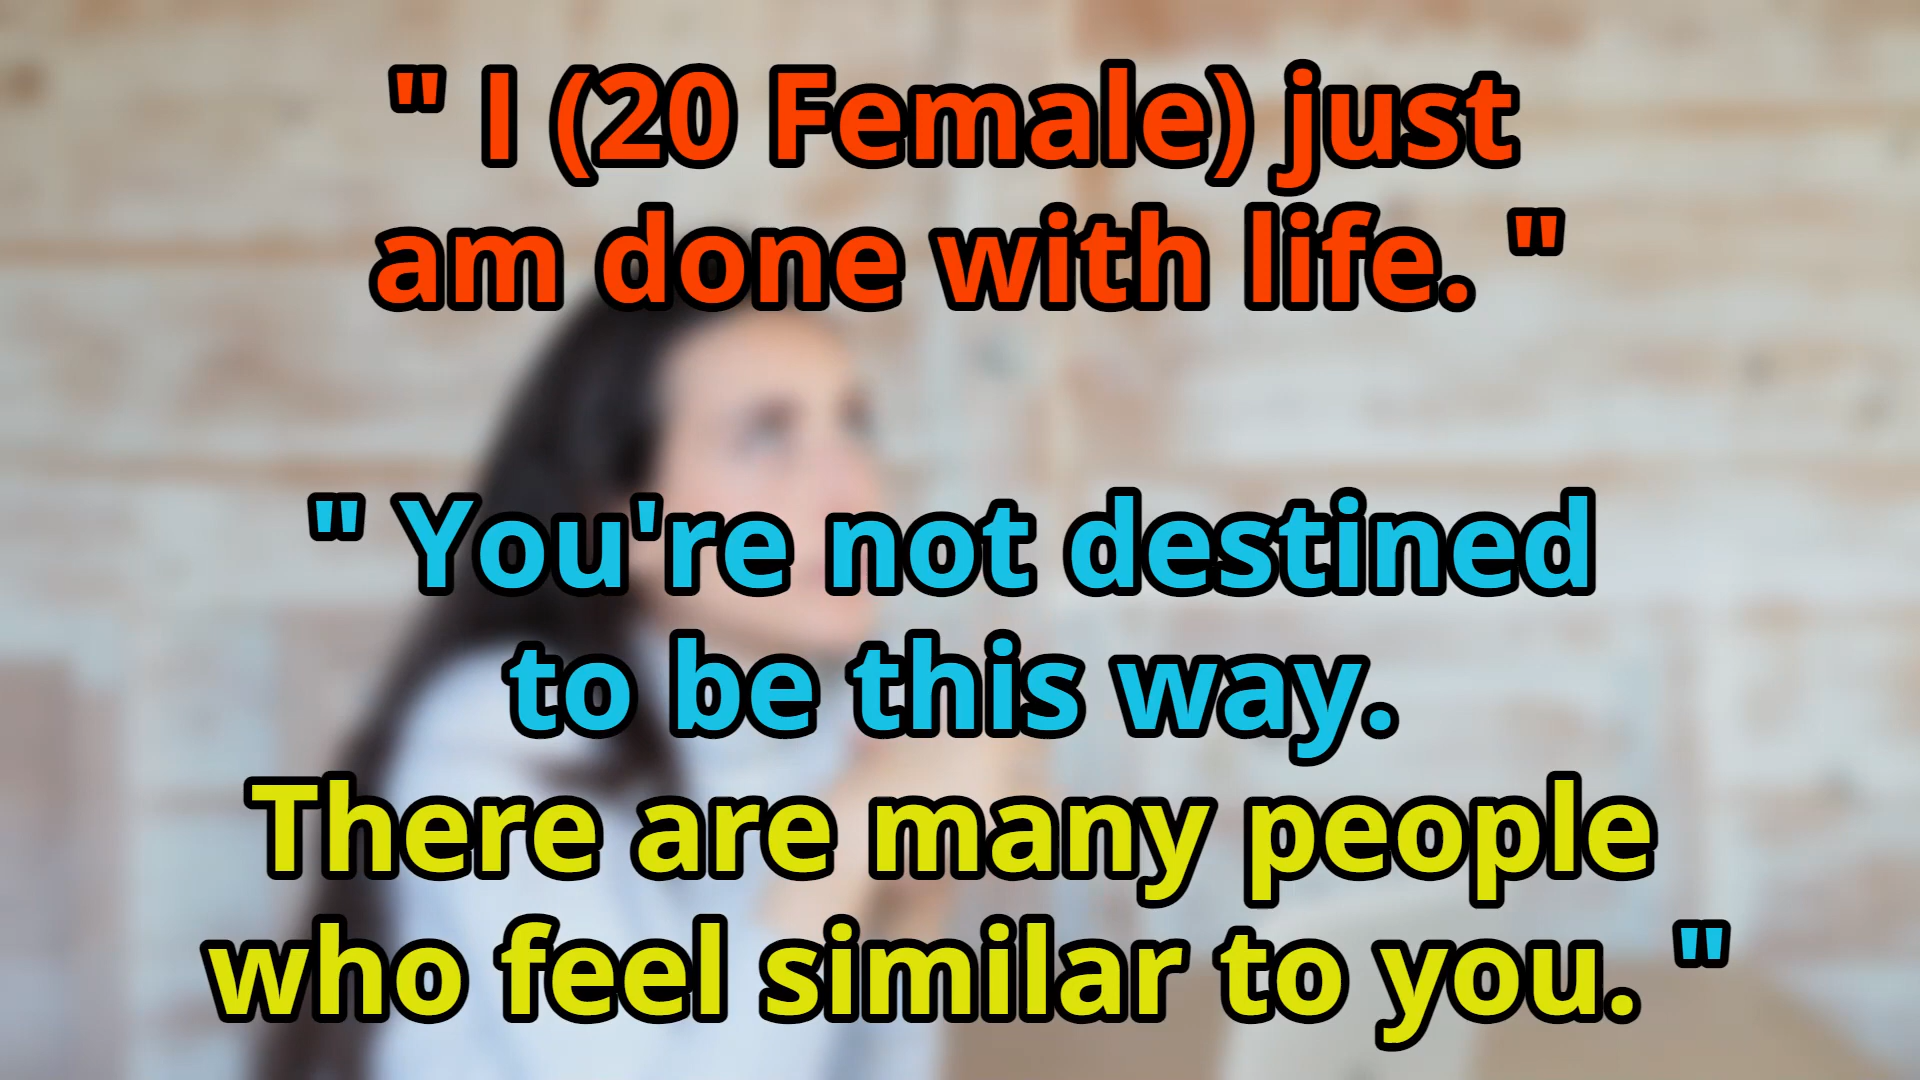 " I (20 Female) just
am done with life. "
" You're not destined
to be this way.
There are many people
who feel similar to you. "